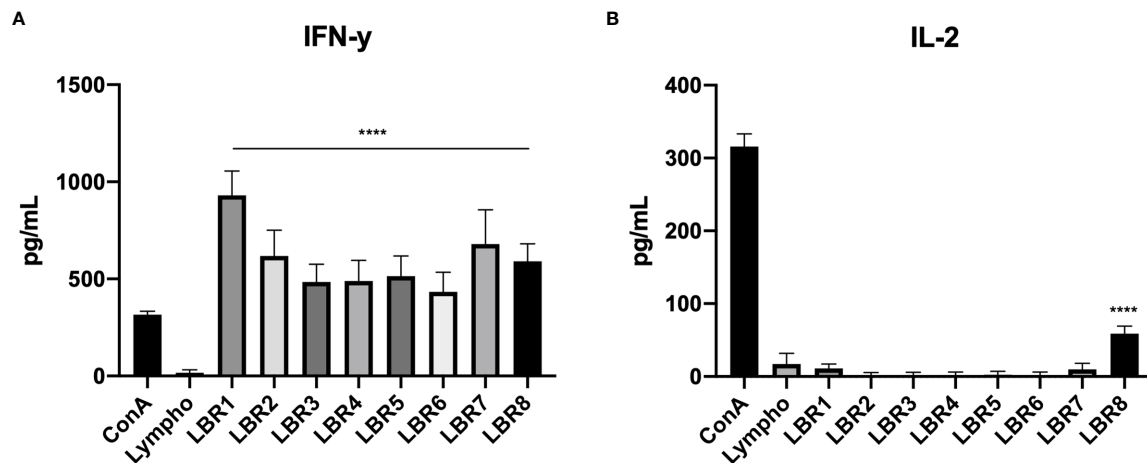 A
IFN-y
pg/mL
1500
1000
500
0
****
ConA
Lympho
LBR1
LBR2
LBR3
LBR4
LBR5
LBR6
LBR7
LBR8
B
IL-2
pg/mL
400
300
200
100
0
****
ConA
Lympho
LBR1
LBR2
LBR3
LBR4
LBR5
LBR6
LBR7
LBR8